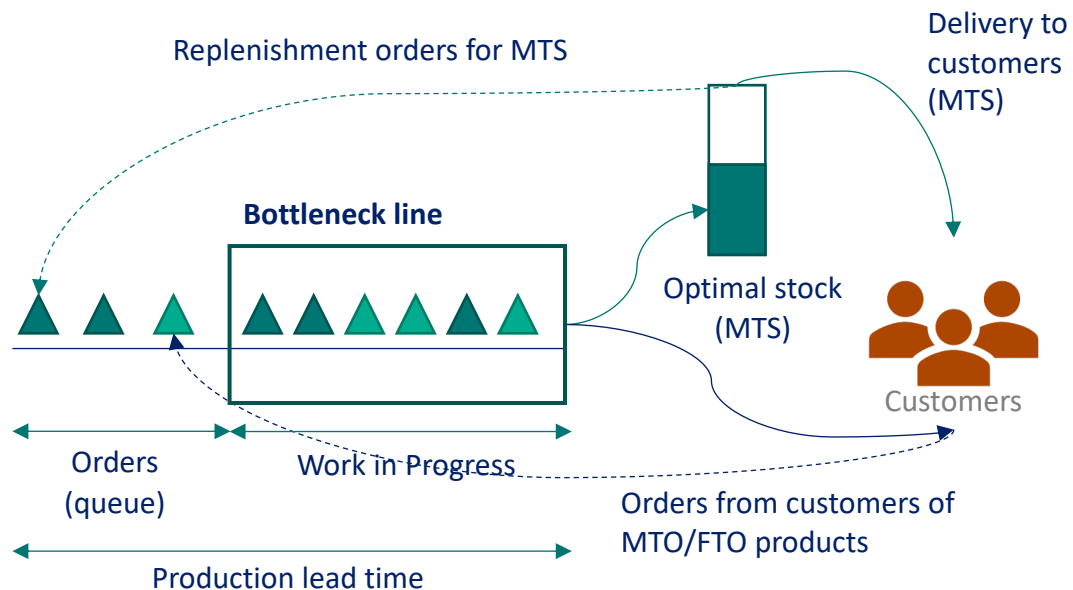 Replenishment orders for MTS
Delivery to
customers
(MTS)
Bottleneck line
Optimal stock
(MTS)
Customers
Orders
(queue)
Work in Progress
Orders from customers of
MTO/FTO products
Production lead time